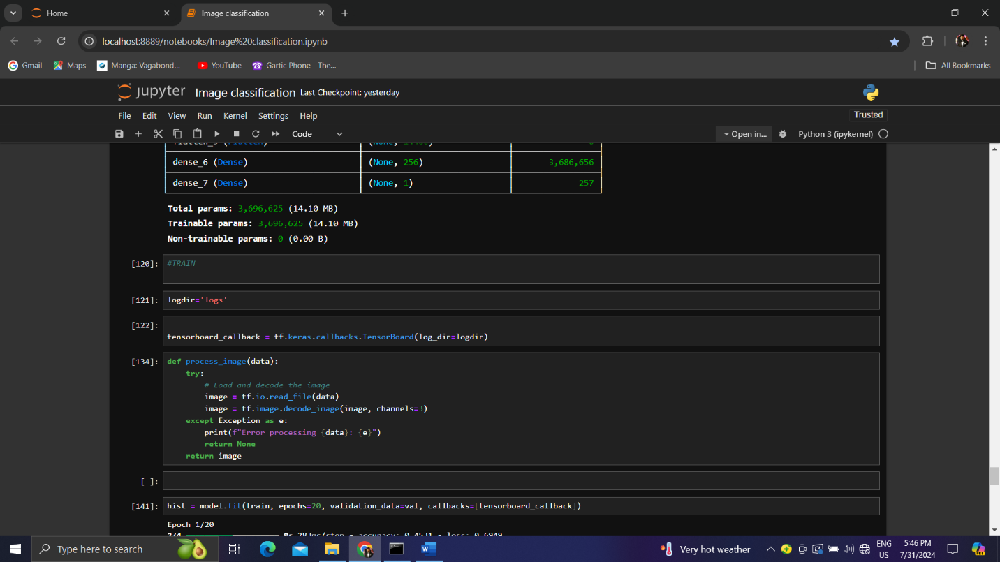 Home
Image classification
localhost:8889/notebooks/Image%20classification.ipynb
Gmail
Maps
Manga: Vagabond...
YouTube
Gartic Phone - The...
All Bookmarks
jupyter
Image classification Last Checkpoint: yesterday
File Edit View Run Kernel Settings Help
Trusted
Code
Open in...
Python 3 (ipykernel)
dense_6 (Dense) (None, 256) 3,686,656
dense_7 (Dense) (None, 1) 257
Total params: 3,696,625 (14.10 MB)
Trainable params: 3,696,625 (14.10 MB)
Non-trainable params: 0 (0.00 B)
[120]: #TRAIN
[121]: logdir='logs'
[122]:
tensorboard_callback = tf.keras.callbacks.TensorBoard(log_dir=logdir)
[134]: def process_image(data):
try:
# Load and decode the image
image = tf.io.read_file(data)
image = tf.image.decode_image(image, channels=3)
except Exception as e:
print(f"Error processing {data}: {e}")
return None
return image
[ ]:
[141]: hist = model.fit(train, epochs=20, validation_data=val, callbacks=[tensorboard_callback])
Epoch 1/20
2/4 0s 283ms/step - accuracy: 0.4531 - loss: 0.6949
Type here to search
Very hot weather
ENG
US
5:46 PM
7/31/2024